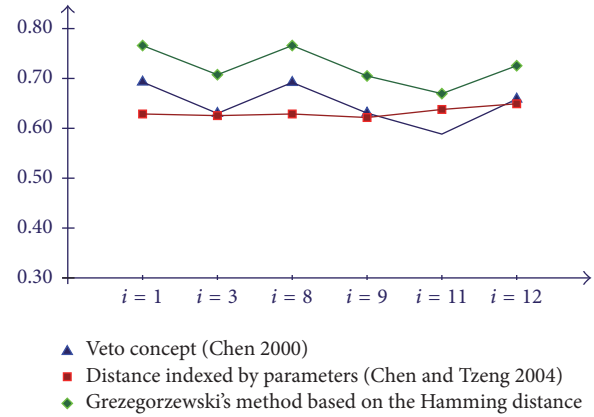 0.80
0.70
0.60
0.50
0.40
0.30
i = 1 i = 3 i = 8 i = 9 i = 11 i = 12
Veto concept (Chen 2000)
Distance indexed by parameters (Chen and Tzeng 2004)
Grezegorzewski's method based on the Hamming distance